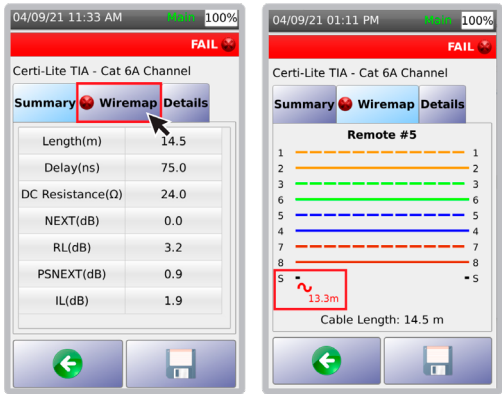 04/09/21 11:33 AM Main 100%
FAIL
Certi-Lite TIA - Cat 6A Channel
Summary Wiremap Details
Length(m) 14.5
Delay(ns) 75.0
DC Resistance(Ω) 24.0
NEXT(dB) 0.0
RL(dB) 3.2
PSNEXT(dB) 0.9
IL(dB) 1.9
04/09/21 01:11 PM Main 100%
FAIL
Certi-Lite TIA - Cat 6A Channel
Summary Wiremap Details
Remote #5
1 1
2 2
3 3
6 6
5 5
4 4
7 7
8 8
S S
13.3m
Cable Length: 14.5 m